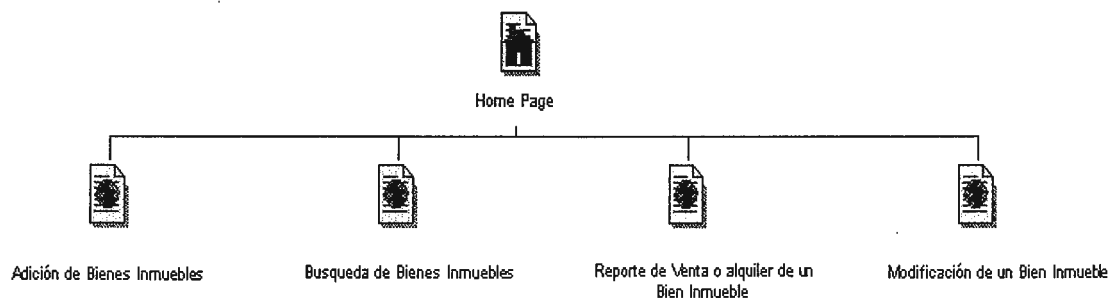 Home Page
Adición de Bienes Inmuebles
Busqueda de Bienes Inmuebles
Reporte de Venta o alquiler de un
Bien Inmueble
Modificación de un Bien Inmueble